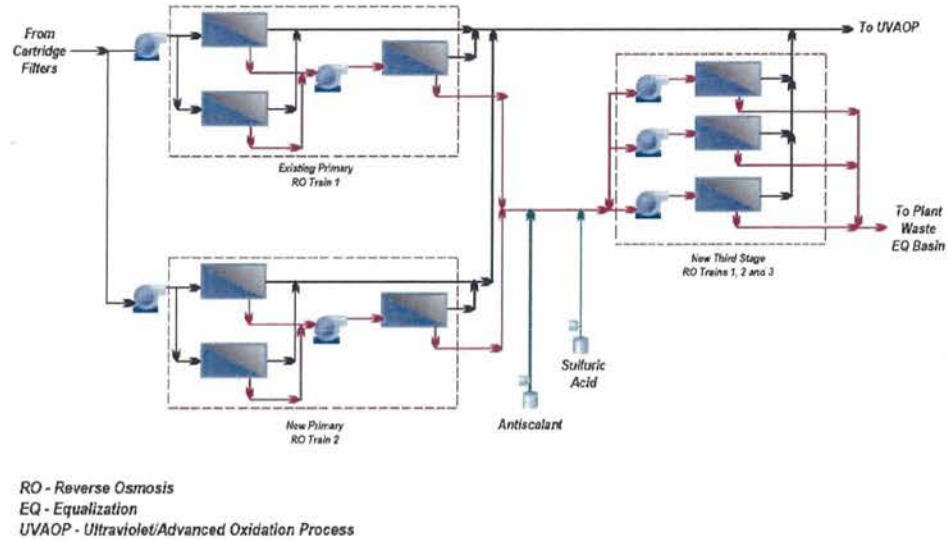 From
Cartridge
Filters
To UVAOP
Existing Primary
RO Train 1
To Plant
Waste
EQ Basin
New Third Stage
RO Trains 1, 2 and 3
Sulfuric
Acid
Antiscalant
New Primary
RO Train 2
RO - Reverse Osmosis
EQ - Equalization
UVAOP - Ultraviolet/Advanced Oxidation Process